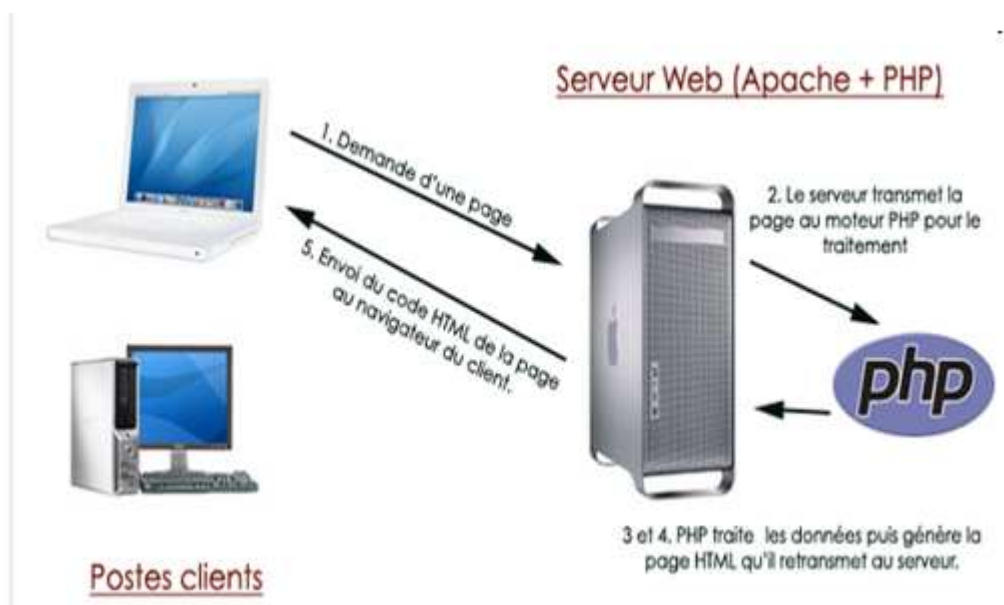 Serveur Web (Apache + PHP)
1. Demande d'une page
2. Le serveur transmet la
page au moteur PHP pour le
traitement
5. Envoi du code HTML de la page
au navigateur du client.
php
3 et 4. PHP traite les données puis génère la
page HTML qu'il retransmet au serveur.
Postes clients